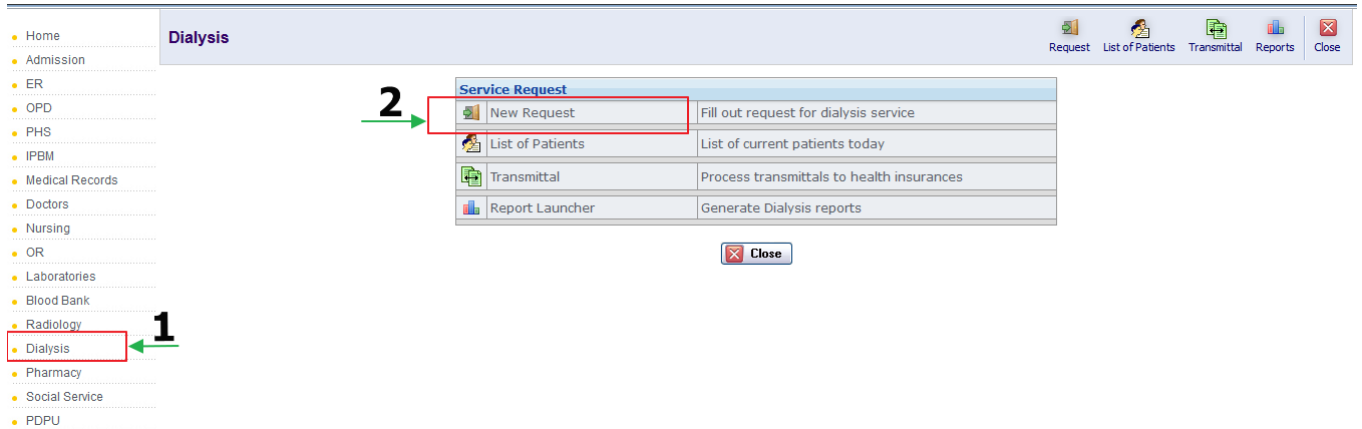 Home
Admission
ER
OPD
PHS
IPBM
Medical Records
Doctors
Nursing
OR
Laboratories
Blood Bank
Radiology
1
Dialysis
Pharmacy
Social Service
PDPU
Dialysis
Request List of Patients Transmittal Reports Close
Service Request
2
New Request Fill out request for dialysis service
List of Patients List of current patients today
Transmittal Process transmittals to health insurances
Report Launcher Generate Dialysis reports
Close